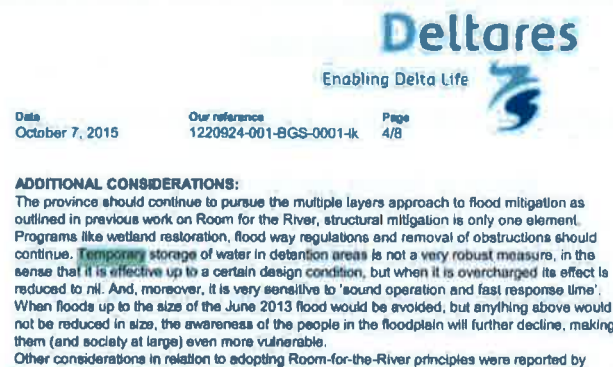 Deltares
Enabling Delta Life
Date Our reference Page
October 7, 2015 1220924-001-BGS-0001-lk 4/8
ADDITIONAL CONSIDERATIONS:
The province should continue to pursue the multiple layers approach to flood mitigation as
outlined in previous work on Room for the River, structural mitigation is only one element.
Programs like wetland restoration, flood way regulations and removal of obstructions should
continue. Temporary storage of water in detention areas is not a very robust measure, in the
sense that it is effective up to a certain design condition, but when it is overcharged its effect is
reduced to nil. And, moreover, it is very sensitive to 'sound operation and fast response time'.
When floods up to the size of the June 2013 flood would be avoided, but anything above would
not be reduced in size, the awareness of the people in the floodplain will further decline, making
them (and society at large) even more vulnerable.
Other considerations in relation to adopting Room-for-the-River principles were reported by